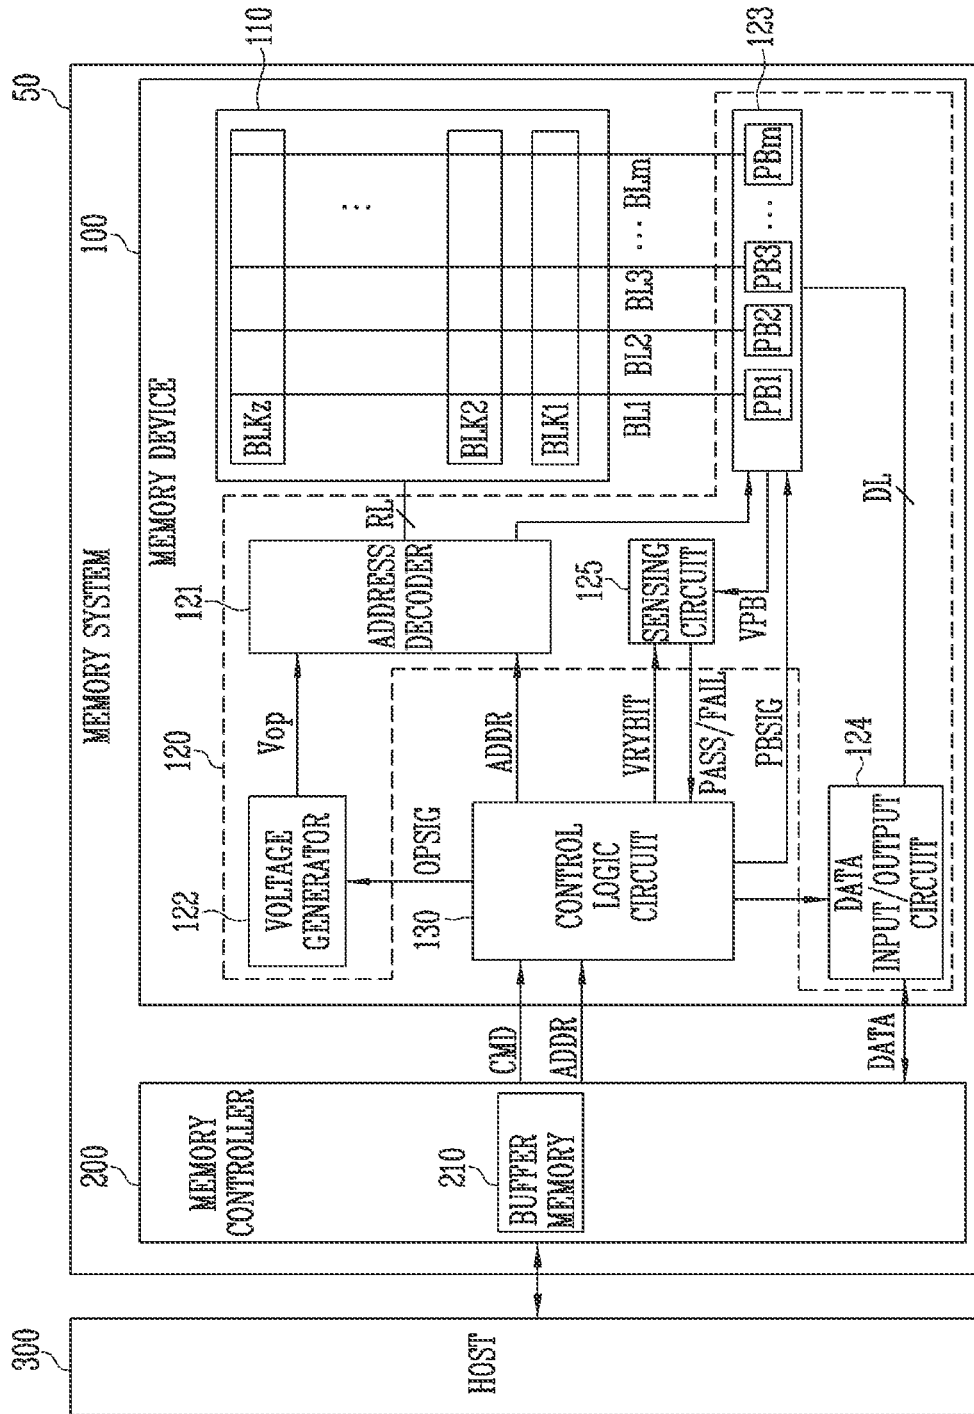 50
MEMORY SYSTEM
300
HOST
200
MEMORY
CONTROLLER
210
BUFFER
MEMORY
CMD
ADDR
DATA
100
MEMORY DEVICE
120
122
VOLTAGE
GENERATOR
Vop
121
ADDRESS
DECODER
RL
110
BLKz
...
BLK2
BLK1
BL1
BL2
BL3
...
BLm
OPSIG
130
CONTROL
LOGIC
CIRCUIT
ADDR
VRYBIT
PASS/FAIL
PBSIG
125
SENSING
CIRCUIT
VPB
123
PB1
PB2
PB3
...
PBm
124
DATA
INPUT/OUTPUT
CIRCUIT
DL